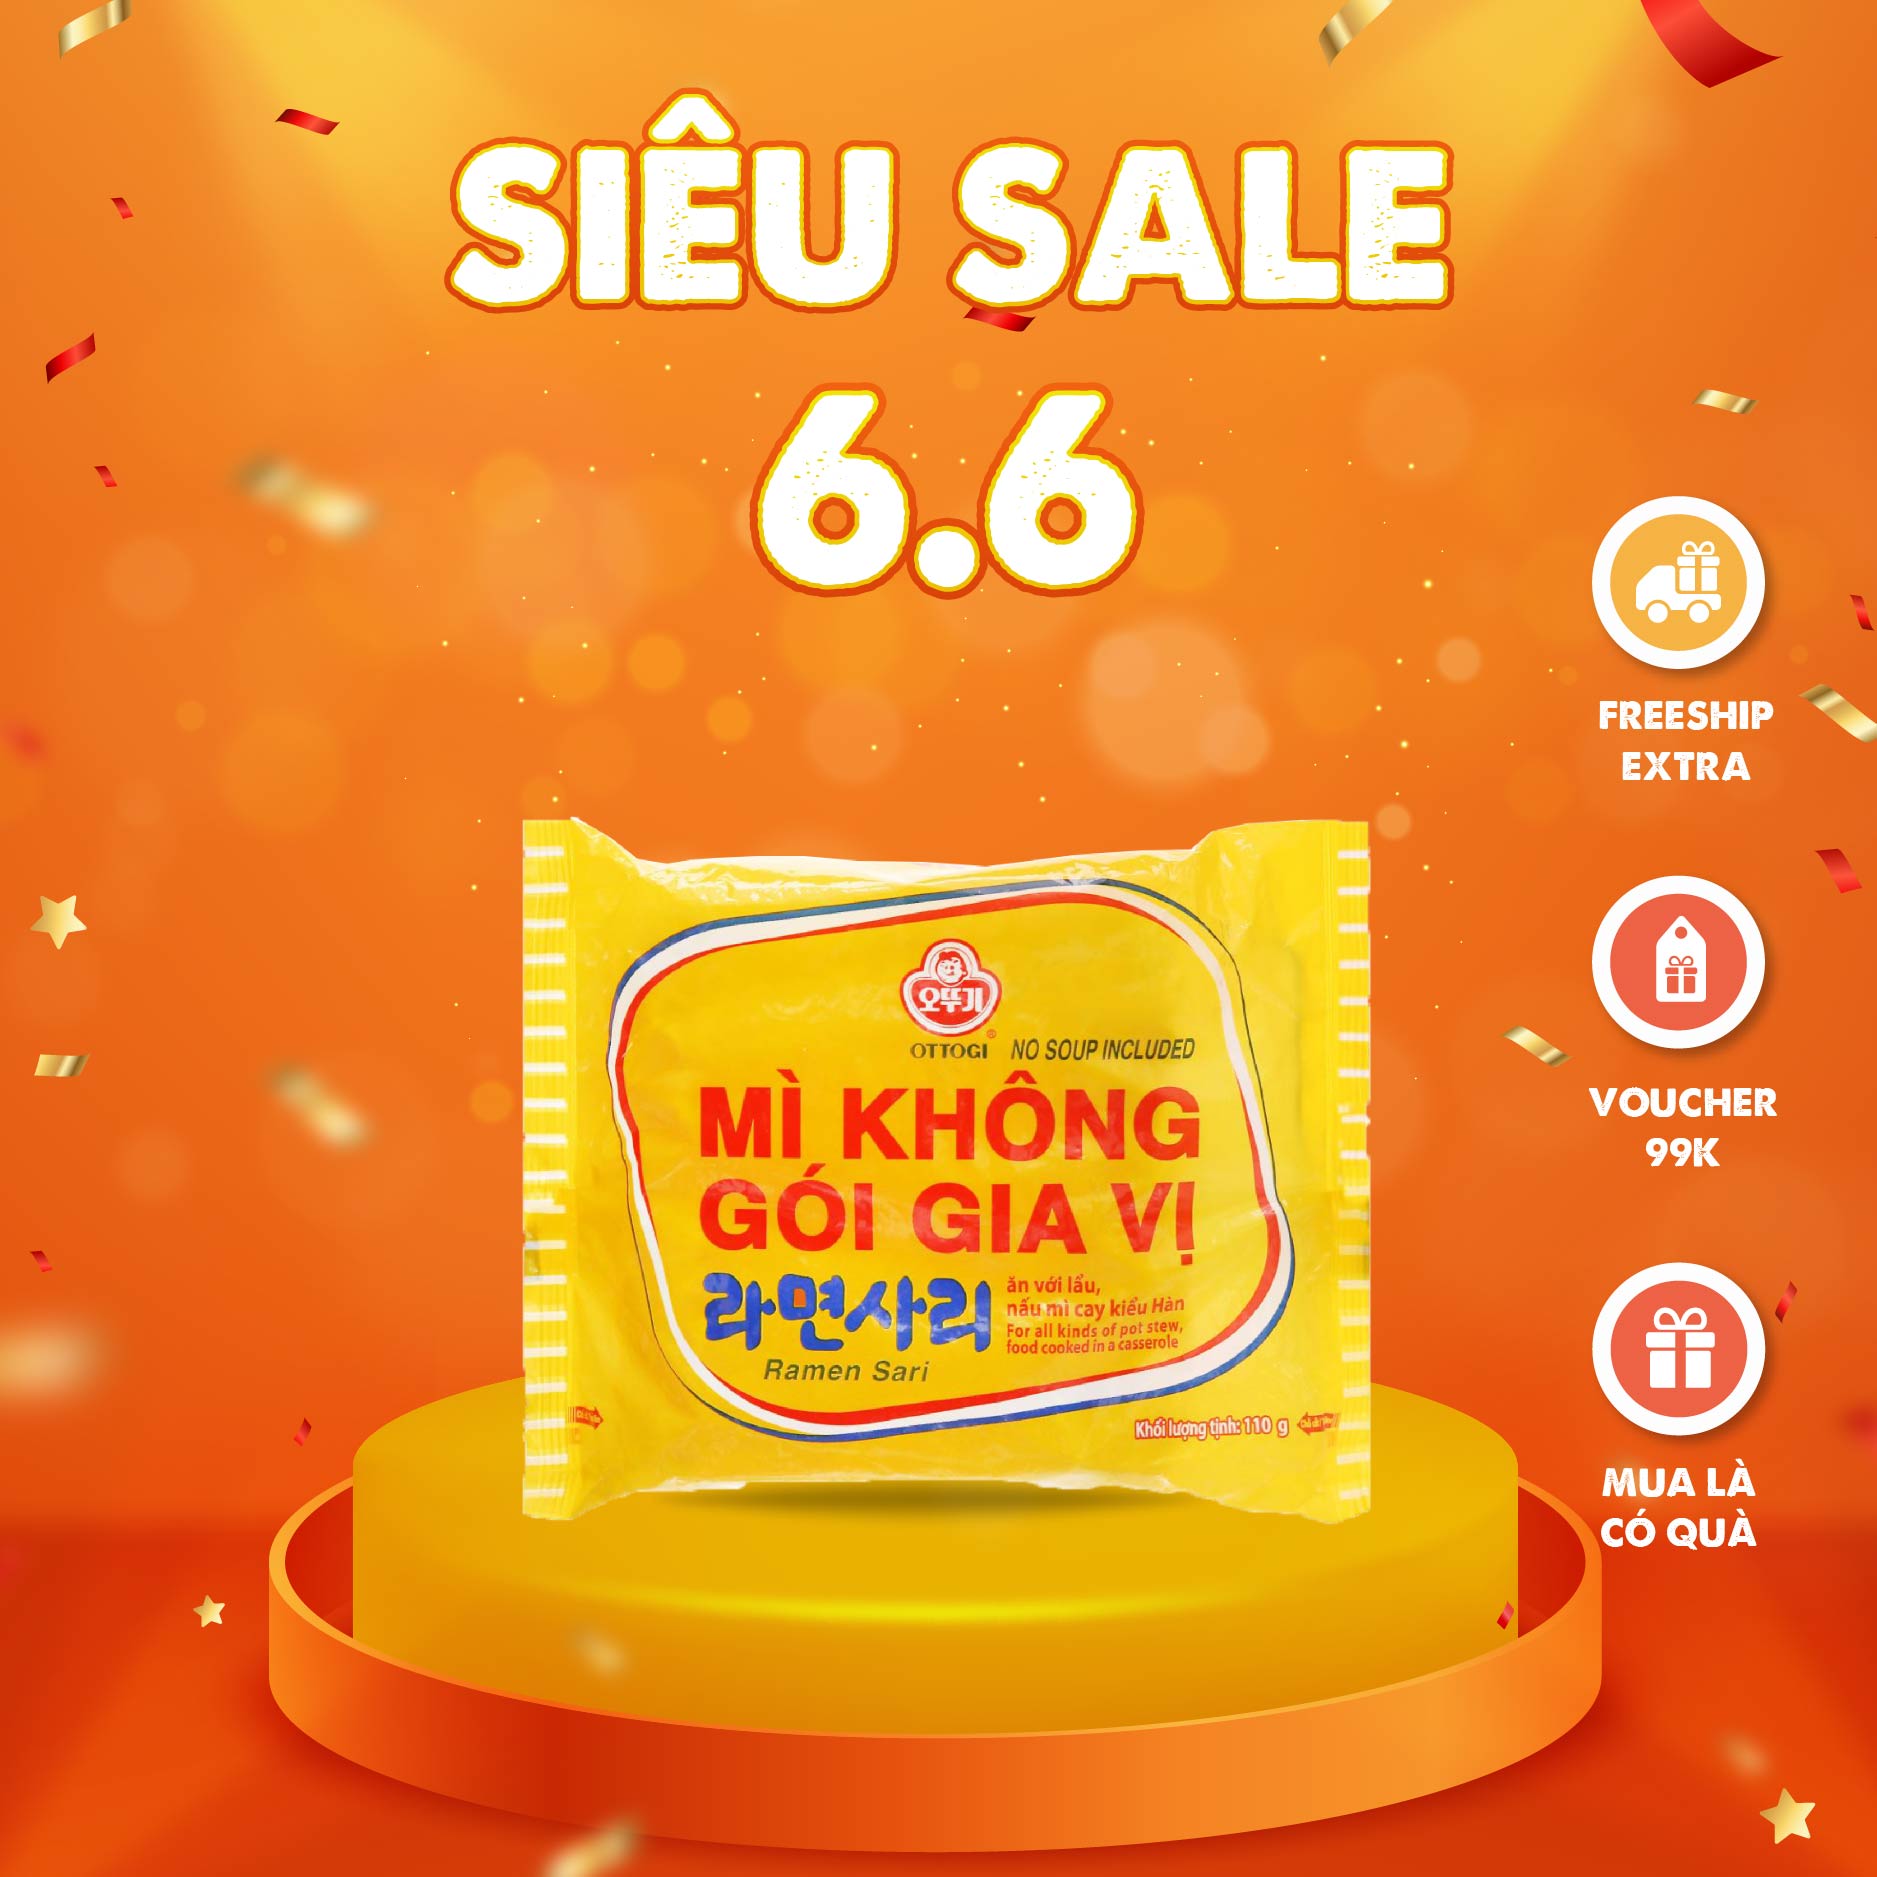 SIÊU SALE
6.6
FREESHIP
EXTRA
VOUCHER
99K
MUA LÀ
CÓ QUÀ
오뚜기
OTTOGI ® NO SOUP INCLUDED
MÌ KHÔNG
GÓI GIA VỊ
라면사리
Ramen Sari
ăn với lẩu,
nấu mì cay kiểu Hàn
For all kinds of pot stew,
food cooked in a casserole
Khối lượng tịnh: 110 g